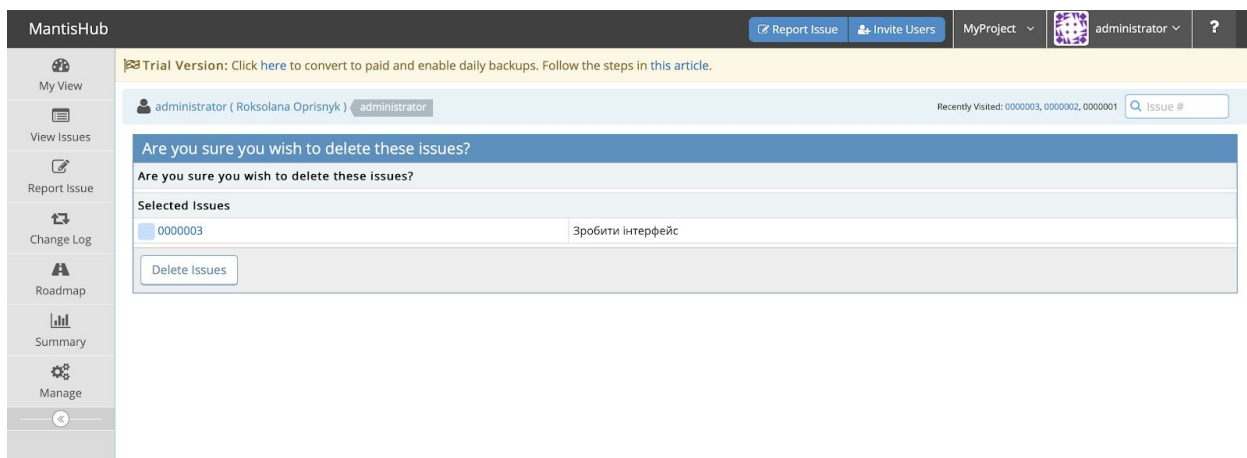 MantisHub
Report Issue
Invite Users
MyProject
administrator
?
My View
View Issues
Report Issue
Change Log
Roadmap
Summary
Manage
Trial Version: Click here to convert to paid and enable daily backups. Follow the steps in this article.
administrator ( Roksolana Oprisnyk ) administrator
Recently Visited: 0000003, 0000002, 0000001
Issue #
Are you sure you wish to delete these issues?
Are you sure you wish to delete these issues?
Selected Issues
0000003 Зробити інтерфейс
Delete Issues